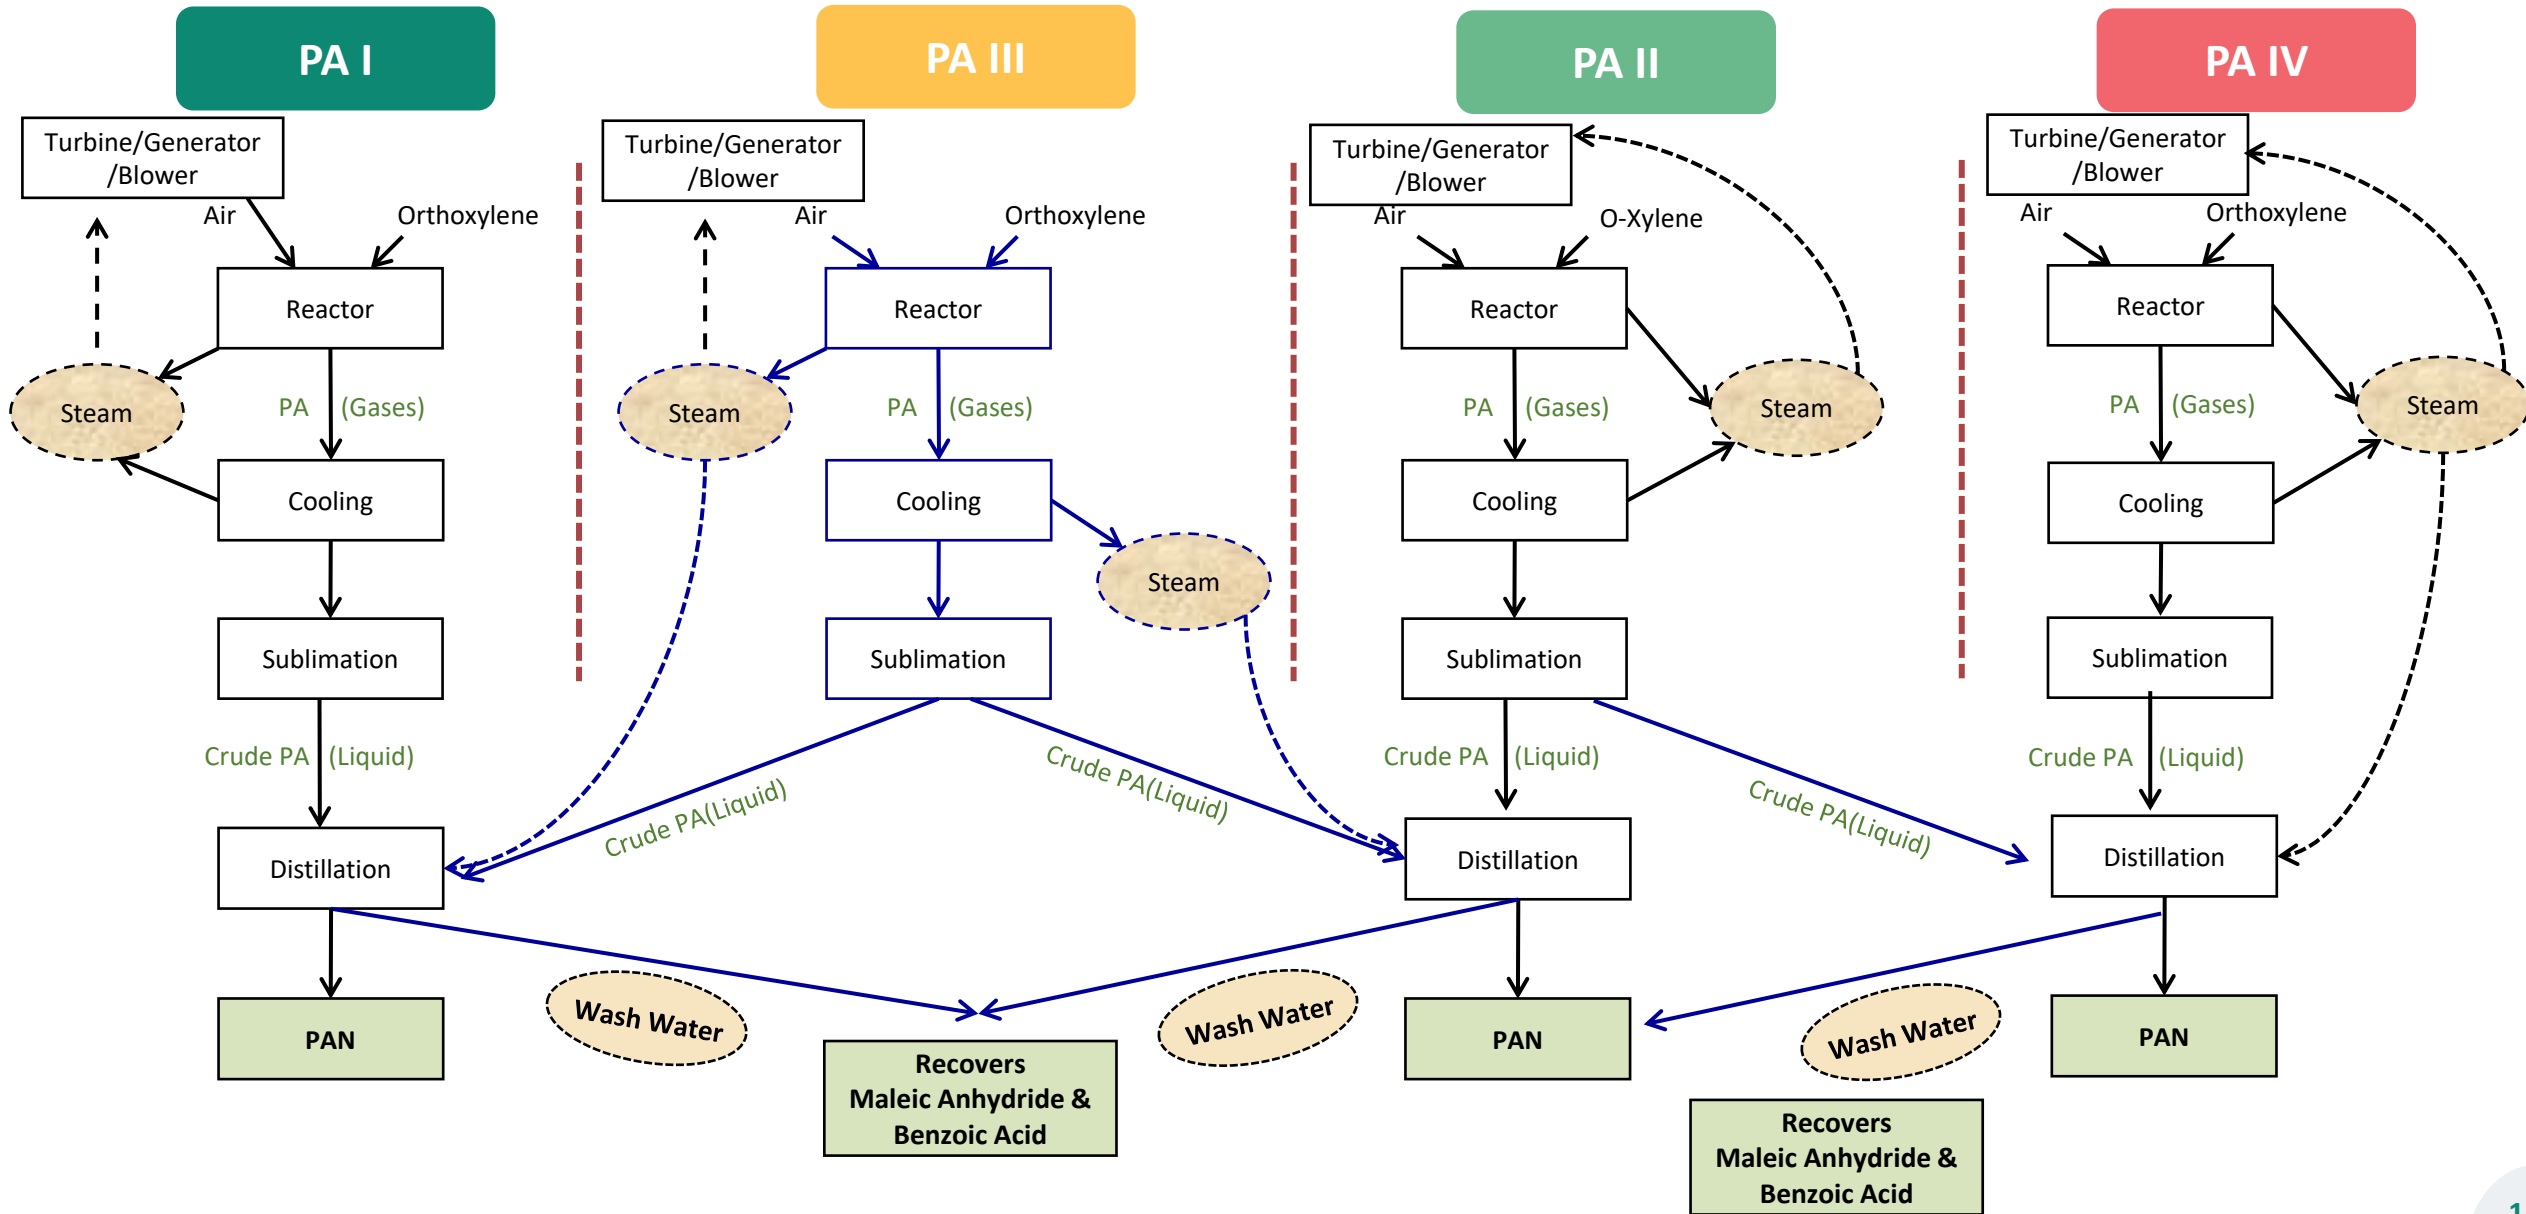 PA I
PA III
PA II
PA IV
Turbine/Generator
/Blower
Turbine/Generator
/Blower
Turbine/Generator
/Blower
Turbine/Generator
/Blower
Air
Orthoxylene
Air
Orthoxylene
Air
O-Xylene
Air
Orthoxylene
Reactor
Reactor
Reactor
Reactor
Steam
PA (Gases)
Steam
PA (Gases)
PA (Gases)
Steam
PA (Gases)
Steam
Cooling
Cooling
Cooling
Cooling
Steam
Sublimation
Sublimation
Sublimation
Sublimation
Crude PA (Liquid)
Crude PA(Liquid)
Crude PA(Liquid)
Crude PA (Liquid)
Crude PA(Liquid)
Crude PA (Liquid)
Distillation
Distillation
Distillation
Wash Water
Wash Water
Wash Water
PAN
PAN
PAN
Recovers
Maleic Anhydride &
Benzoic Acid
Recovers
Maleic Anhydride &
Benzoic Acid